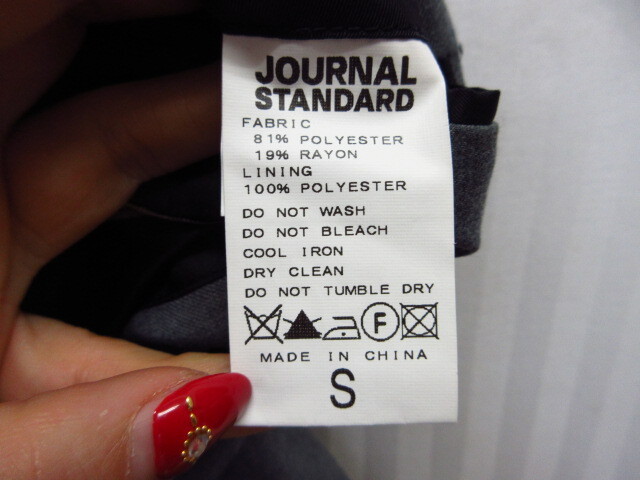 JOURNAL
STANDARD
FABRIC
81% POLYESTER
19% RAYON
LINING
100% POLYESTER
DO NOT WASH
DO NOT BLEACH
COOL IRON
DRY CLEAN
DO NOT TUMBLE DRY
F
MADE IN CHINA
S